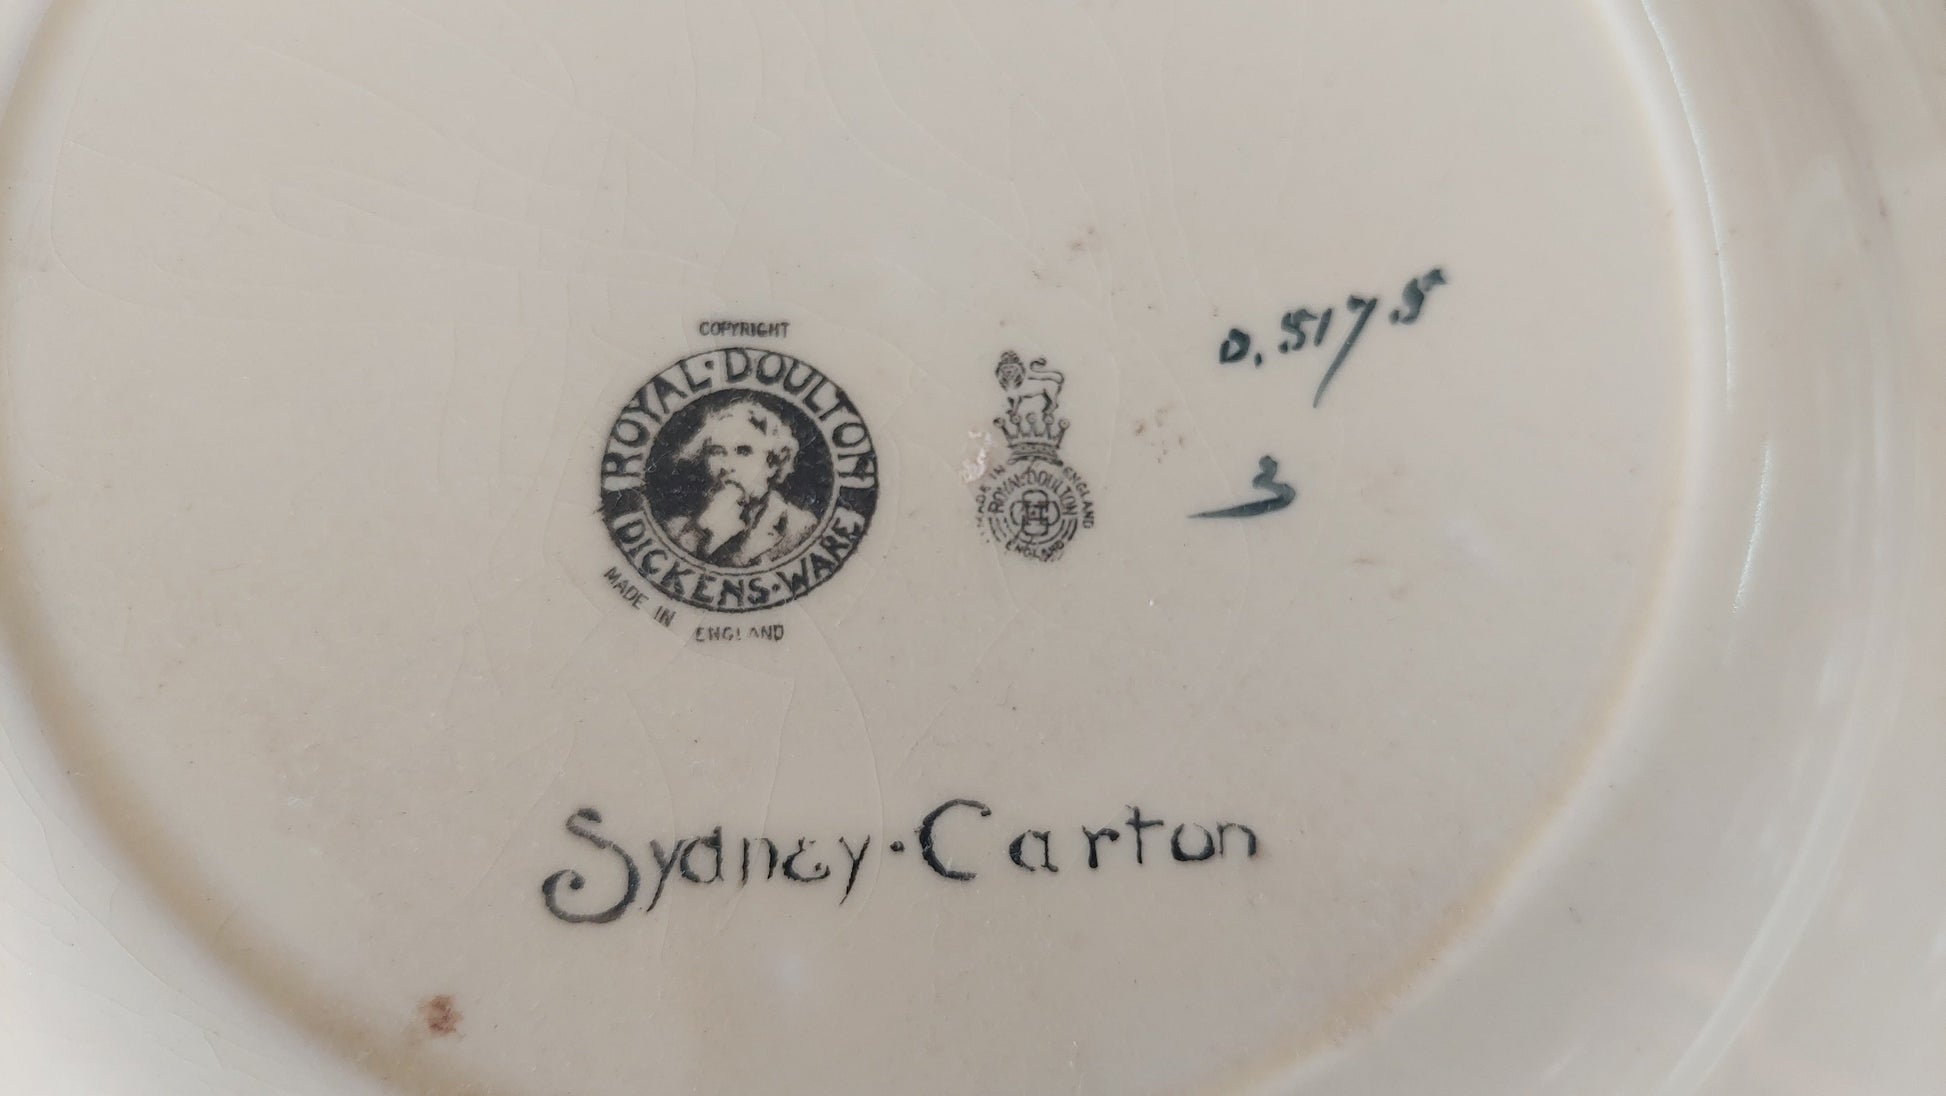 COPYRIGHT
ROYAL·DOULTON
DICKENS·WARE
MADE IN ENGLAND
MADE IN ENGLAND
ROYAL·DOULTON
ENGLAND
D.5175
3
Sydney·Carton